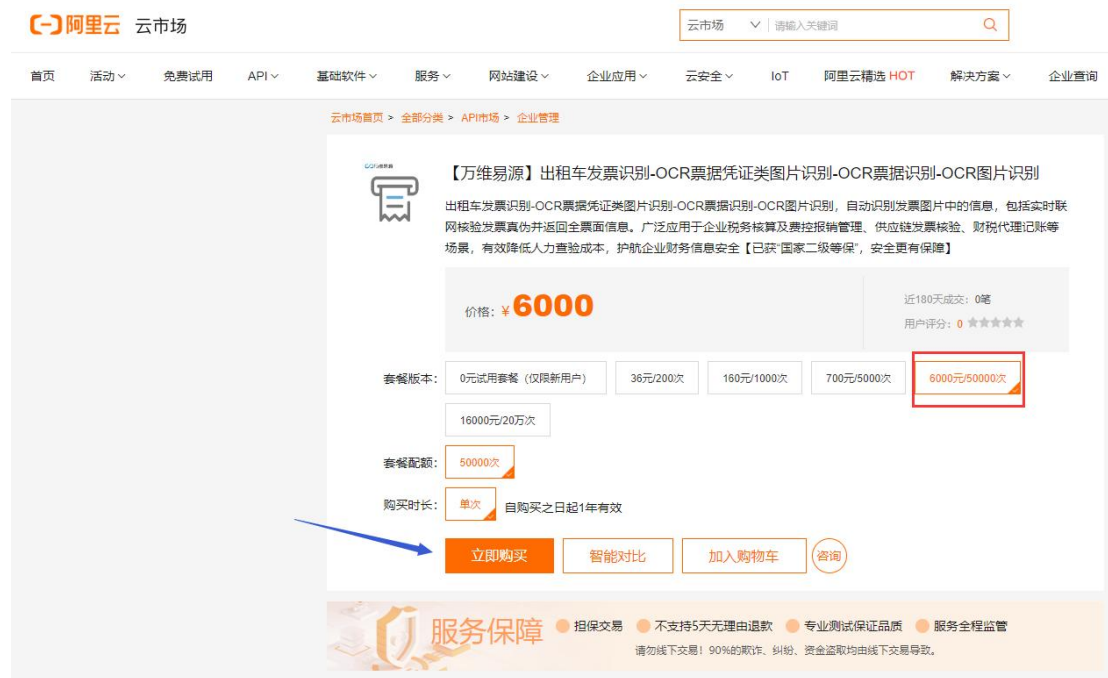 阿里云 云市场
云市场 请输入关键词
首页 活动 免费试用 API 基础软件 服务 网站建设 企业应用 云安全 IoT 阿里云精选 HOT 解决方案 企业查询
云市场首页 > 全部分类 > API市场 > 企业管理
【万维易源】出租车发票识别-OCR票据凭证类图片识别-OCR票据识别-OCR图片识别
出租车发票识别-OCR票据凭证类图片识别-OCR票据识别-OCR图片识别，自动识别发票图片中的信息，包括实时联
网核验发票真伪并返回全票面信息。广泛应用于企业税务核算及费控报销管理、供应链发票核验、财税代理记账等
场景，有效降低人力查验成本，护航企业财务信息安全【已获“国家二级等保”，安全更有保障】
价格：¥6000
近180天成交：0笔
用户评分：0
套餐版本： 0元试用套餐（仅限新用户） 36元/200次 160元/1000次 700元/5000次 6000元/50000次
16000元/20万次
套餐配额： 50000次
购买时长： 单次 自购买之日起1年有效
立即购买 智能对比 加入购物车 咨询
服务保障 担保交易 不支持5天无理由退款 专业测试保证品质 服务全程监管
请勿线下交易！90%的欺诈、纠纷、资金盗取均由线下交易导致。